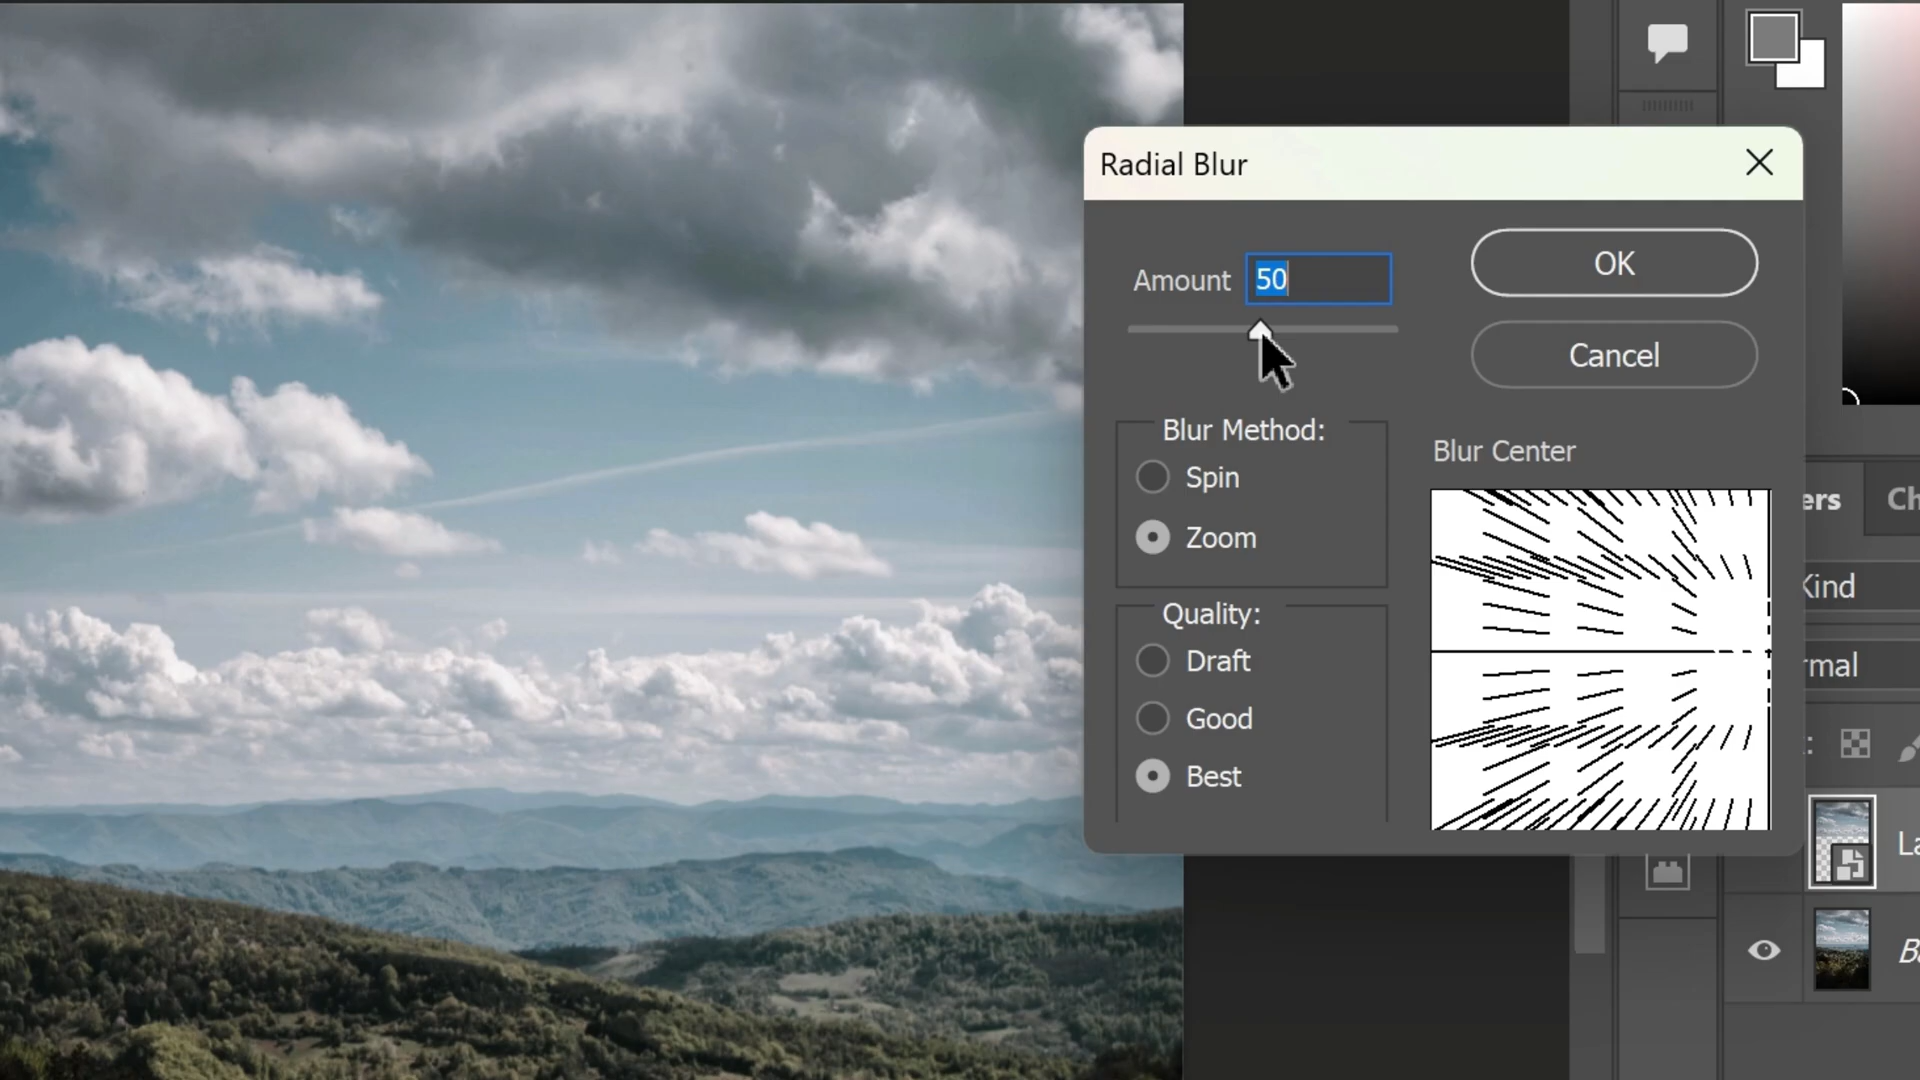 Radial Blur
Amount 50
OK
Cancel
Blur Method:
Spin
Zoom
Blur Center
Quality:
Draft
Good
Best
ers
Ch
Kind
rmal
:
La
Ba